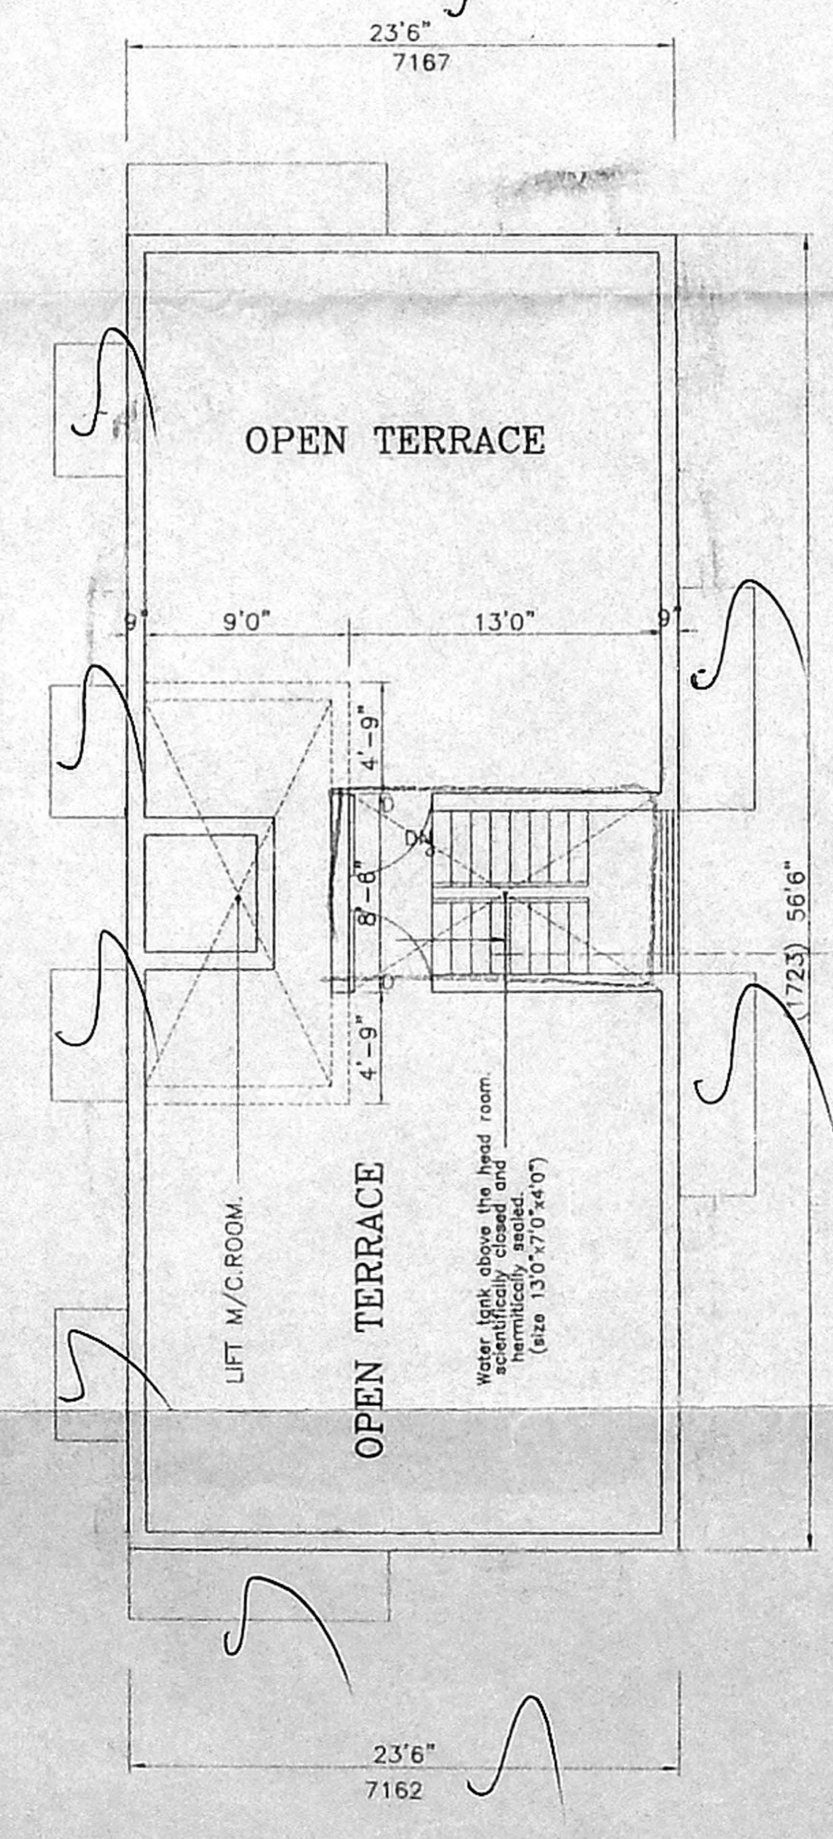 23'6"
7167
OPEN TERRACE
9"
9'0"
13'0"
9"
4'-9"
D
DN
8'-6"
D
4'-9"
(1723) 56'6"
LIFT M/C.ROOM.
OPEN TERRACE
Water tank above the head room.
scientifically closed and
hermitically sealed.
(size 13'0"x7'0"x4'0")
23'6"
7162